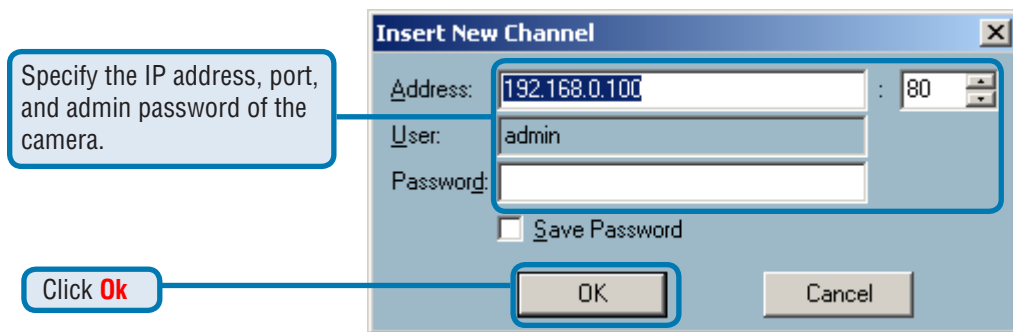 Insert New Channel
Specify the IP address, port,
and admin password of the
camera.
Address: 192.168.0.100 : 80
User: admin
Password:
Save Password
Click Ok
OK Cancel